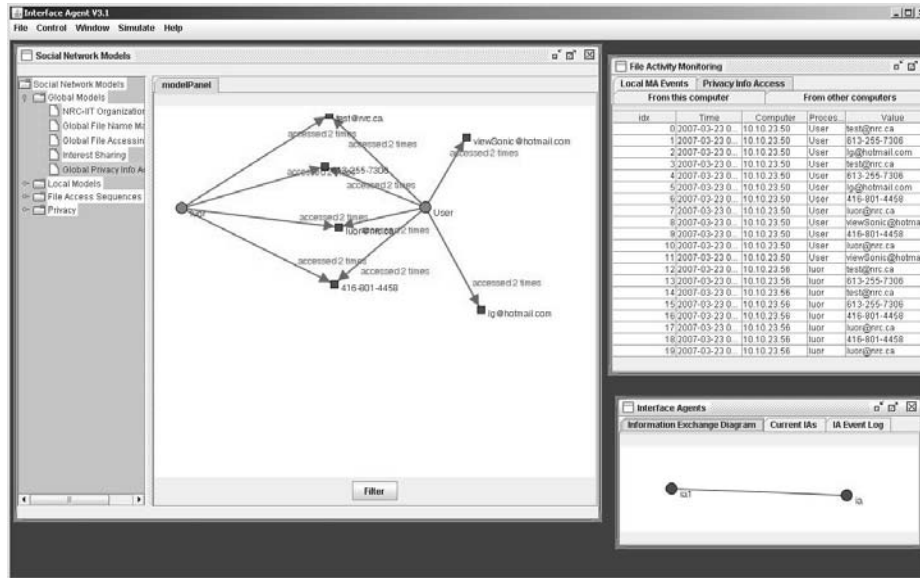 Interface Agent V3.1
File Control Window Simulate Help
Social Network Models
Social Network Models
Global Models
NRC-IIT Organization
Global File Name Ma
Global File Accessin
Interest Sharing
Global Privacy Info A
Local Models
File Access Sequences
Privacy
modelPanel
test@nrc.ca
accessed 2 times
accessed 2 times
viewSonic@hotmail.com
accessed 2 times
accessed 2 times
613-255-7306
accessed 2 times
User
accessed 2 times
luor@nrc.ca
accessed 2 times
accessed 2 times
accessed 2 times
accessed 2 times
416-801-4458
lg@hotmail.com
Filter
File Activity Monitoring
Local MA Events Privacy Info Access
From this computer From other computers
idx Time Computer Proces... Value
0 2007-03-23 0... 10.10.23.50 User test@nrc.ca
1 2007-03-23 0... 10.10.23.50 User 613-255-7306
2 2007-03-23 0... 10.10.23.50 User lg@hotmail.com
3 2007-03-23 0... 10.10.23.50 User test@nrc.ca
4 2007-03-23 0... 10.10.23.50 User 613-255-7306
5 2007-03-23 0... 10.10.23.50 User lg@hotmail.com
6 2007-03-23 0... 10.10.23.50 User 416-801-4458
7 2007-03-23 0... 10.10.23.50 User luor@nrc.ca
8 2007-03-23 0... 10.10.23.50 User viewSonic@hotma
9 2007-03-23 0... 10.10.23.50 User 416-801-4458
10 2007-03-23 0... 10.10.23.50 User luor@nrc.ca
11 2007-03-23 0... 10.10.23.50 User viewSonic@hotma
12 2007-03-23 0... 10.10.23.56 luor test@nrc.ca
13 2007-03-23 0... 10.10.23.56 luor 613-255-7306
14 2007-03-23 0... 10.10.23.56 luor test@nrc.ca
15 2007-03-23 0... 10.10.23.56 luor 613-255-7306
16 2007-03-23 0... 10.10.23.56 luor 416-801-4458
17 2007-03-23 0... 10.10.23.56 luor luor@nrc.ca
18 2007-03-23 0... 10.10.23.56 luor 416-801-4458
19 2007-03-23 0... 10.10.23.56 luor luor@nrc.ca
Interface Agents
Information Exchange Diagram Current IAs IA Event Log
ia1
ia